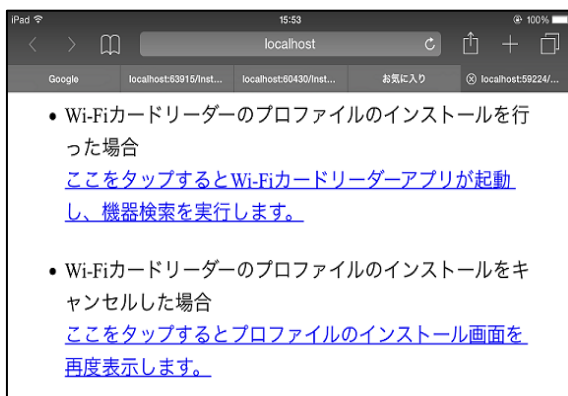 iPad 15:53 100%
localhost
Google localhost:63915/Inst... localhost:60430/Inst... お気に入り localhost:59224/...
• Wi-Fiカードリーダーのプロファイルのインストールを行
った場合
ここをタップするとWi-Fiカードリーダーアプリが起動
し、機器検索を実行します。
• Wi-Fiカードリーダーのプロファイルのインストールをキ
ャンセルした場合
ここをタップするとプロファイルのインストール画面を
再度表示します。